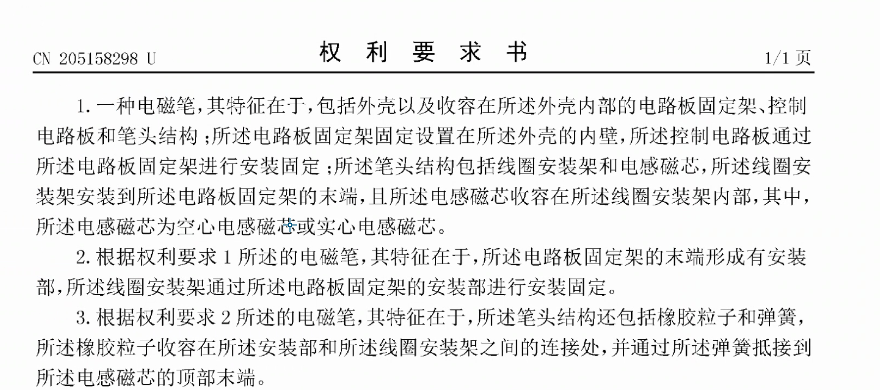 CN 205158298 U 权利要求书 1/1 页
1. 一种电磁笔,其特征在于,包括外壳以及收容在所述外壳内部的电路板固定架、控制
电路板和笔头结构;所述电路板固定架固定设置在所述外壳的内壁,所述控制电路板通过
所述电路板固定架进行安装固定;所述笔头结构包括线圈安装架和电感磁芯,所述线圈安
装架安装到所述电路板固定架的末端,且所述电感磁芯收容在所述线圈安装架内部,其中,
所述电感磁芯为空心电感磁芯或实心电感磁芯。
2. 根据权利要求 1 所述的电磁笔,其特征在于,所述电路板固定架的末端形成有安装
部,所述线圈安装架通过所述电路板固定架的安装部进行安装固定。
3. 根据权利要求 2 所述的电磁笔,其特征在于,所述笔头结构还包括橡胶粒子和弹簧,
所述橡胶粒子收容在所述安装部和所述线圈安装架之间的连接处,并通过所述弹簧抵接到
所述电感磁芯的顶部末端。